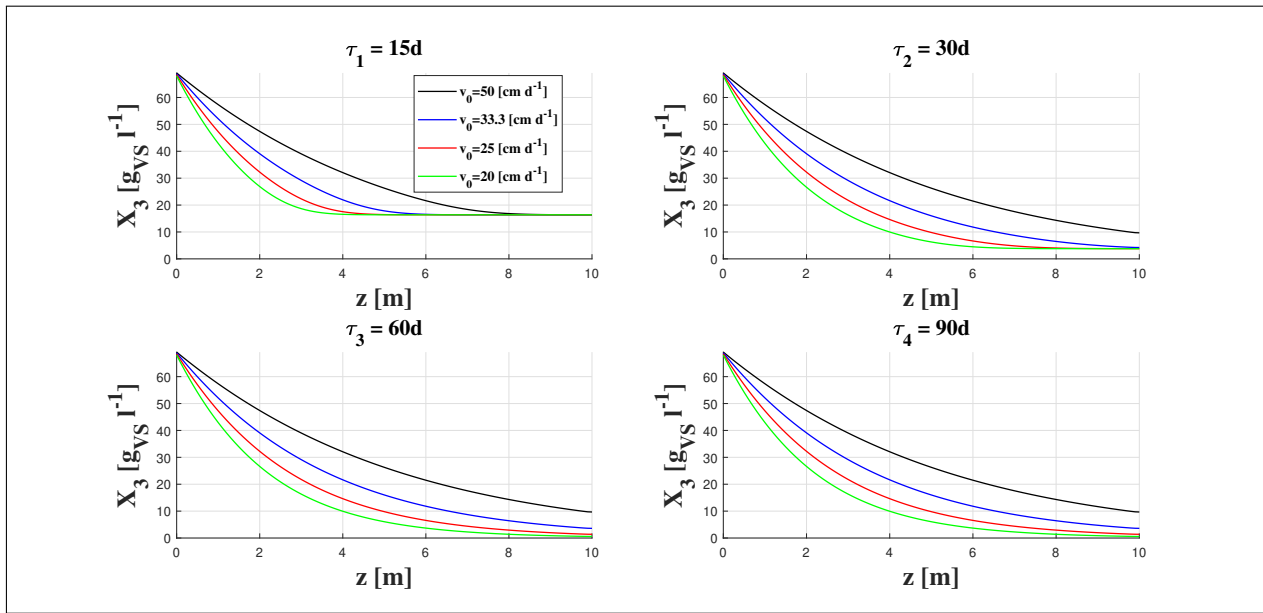 τ₁ = 15d
X₃ [g_VS l⁻¹]
60
50
40
30
20
10
0
v₀=50 [cm d⁻¹]
v₀=33.3 [cm d⁻¹]
v₀=25 [cm d⁻¹]
v₀=20 [cm d⁻¹]
0 2 4 6 8 10
z [m]
τ₂ = 30d
X₃ [g_VS l⁻¹]
60
50
40
30
20
10
0
0 2 4 6 8 10
z [m]
τ₃ = 60d
X₃ [g_VS l⁻¹]
60
50
40
30
20
10
0
0 2 4 6 8 10
z [m]
τ₄ = 90d
X₃ [g_VS l⁻¹]
60
50
40
30
20
10
0
0 2 4 6 8 10
z [m]